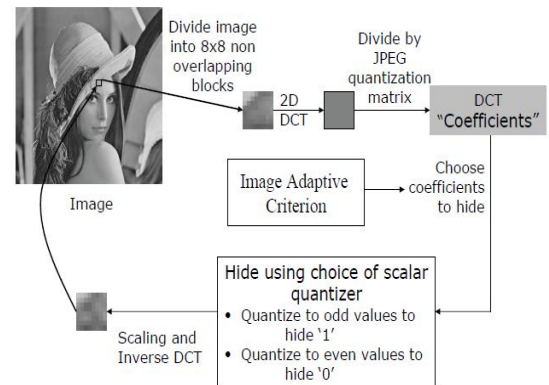 Divide image
into 8x8 non
overlapping
blocks
2D
DCT
Divide by
JPEG
quantization
matrix
DCT
"Coefficients"
Image
Image Adaptive
Criterion
Choose
coefficients
to hide
Hide using choice of scalar
quantizer
• Quantize to odd values to
hide '1'
• Quantize to even values to
hide '0'
Scaling and
Inverse DCT